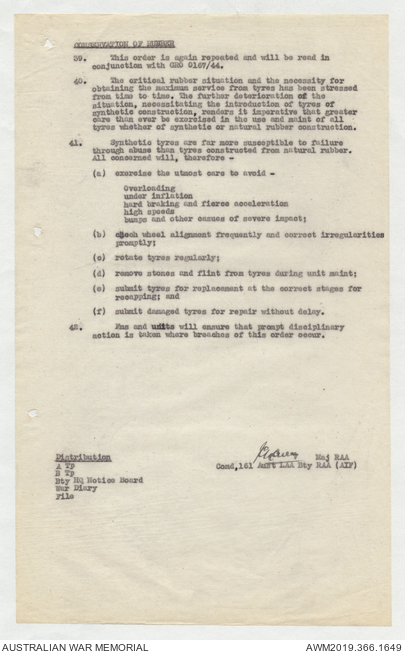 CONSERVATION OF RUBBER
39. This order is again repeated and will be read in
conjunction with GRO 0167/44.
40. The critical rubber situation and the necessity for
obtaining the maximum service from tyres has been stressed
from time to time. The further deterioration of the
situation, necessitating the introduction of tyres of
synthetic construction, renders it imperative that greater
care than ever be exercised in the use and maint of all
tyres whether of synthetic or natural rubber construction.
41. Synthetic tyres are far more susceptible to failure
through abuse than tyres constructed from natural rubber.
All concerned will, therefore -
(a) exercise the utmost care to avoid -
Overloading
under inflation
hard braking and fierce acceleration
high speeds
bumps and other causes of severe impact;
(b) check wheel alignment frequently and correct irregularities
promptly;
(c) rotate tyres regularly;
(d) remove stones and flint from tyres during unit maint;
(e) submit tyres for replacement at the correct stages for
recapping; and
(f) submit damaged tyres for repair without delay.
42. and units will ensure that prompt disciplinary
action is taken where breaches of this order occur.
Distribution
A Tp
B Tp
Bty HQ Notice Board
War Diary
File
Maj RAA
Comd, 161 Aust LAA Bty RAA (AIF)
AUSTRALIAN WAR MEMORIAL
AWM2019.366.1649